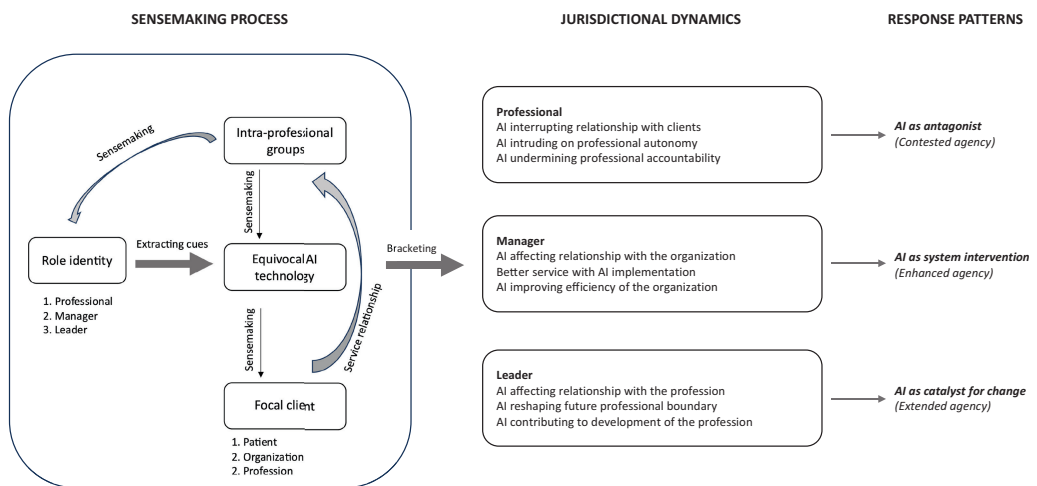 SENSEMAKING PROCESS
JURISDICTIONAL DYNAMICS
RESPONSE PATTERNS
Sensemaking
Intra-professional
groups
Sensemaking
Role identity
Extracting cues
Equivocal AI
technology
1. Professional
2. Manager
3. Leader
Sensemaking
Service relationship
Focal client
1. Patient
2. Organization
2. Profession
Bracketing
Professional
AI interrupting relationship with clients
AI intruding on professional autonomy
AI undermining professional accountability
AI as antagonist
(Contested agency)
Manager
AI affecting relationship with the organization
Better service with AI implementation
AI improving efficiency of the organization
AI as system intervention
(Enhanced agency)
Leader
AI affecting relationship with the profession
AI reshaping future professional boundary
AI contributing to development of the profession
AI as catalyst for change
(Extended agency)